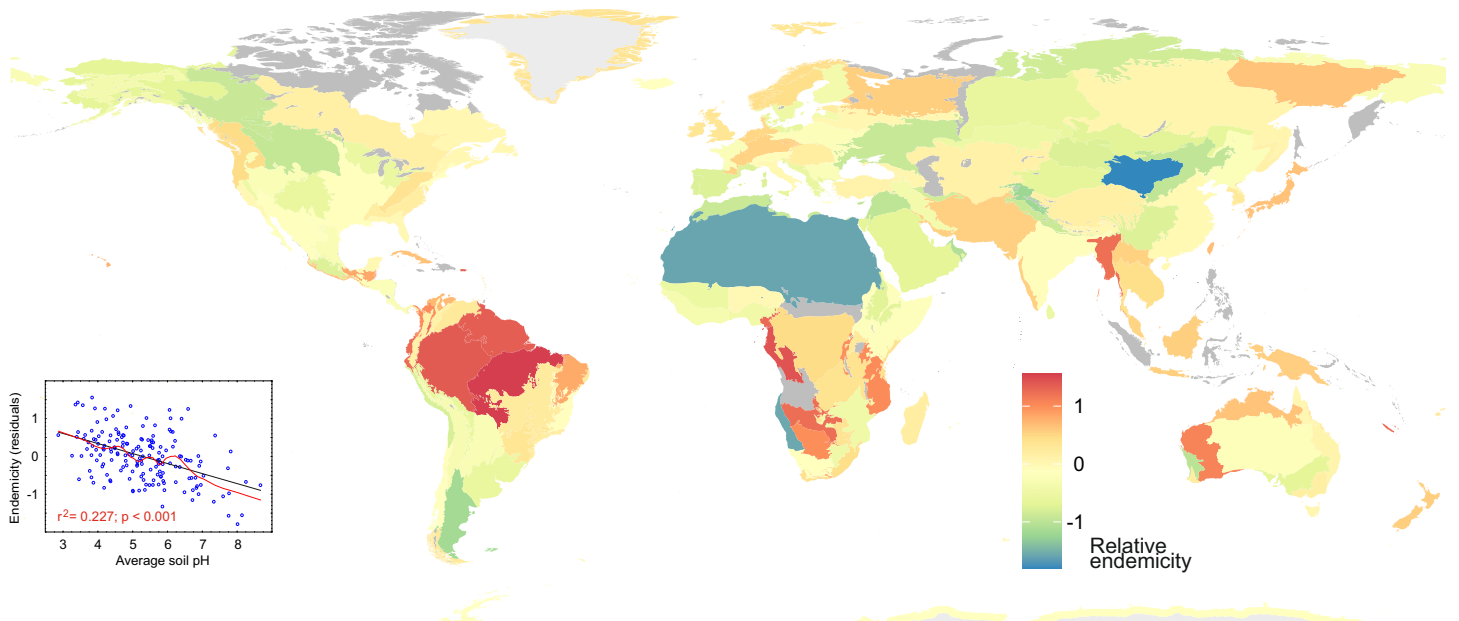 1
0
-1
Endemicity (residuals)
r²= 0.227; p < 0.001
3 4 5 6 7 8
Average soil pH
1
0
-1
Relative
endemicity